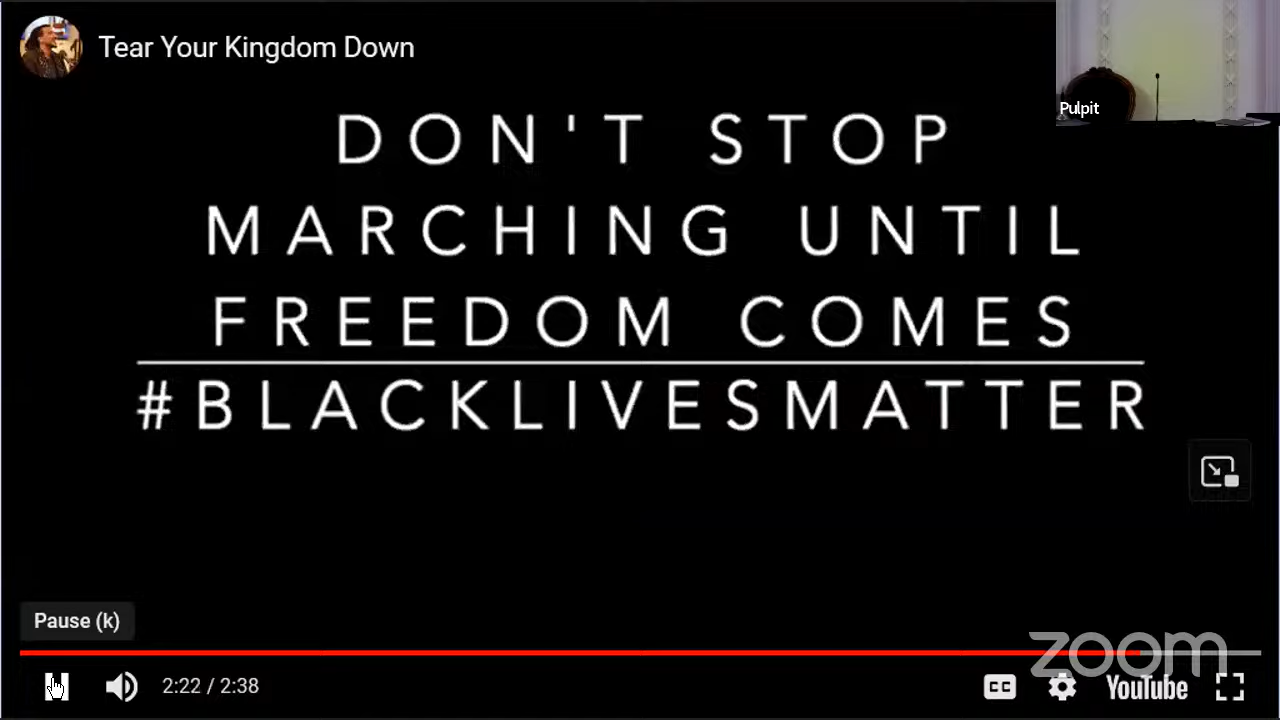 Tear Your Kingdom Down
Pulpit
DON'T STOP
MARCHING UNTIL
FREEDOM COMES
#BLACKLIVESMATTER
Pause (k)
zoom
2:22 / 2:38
CC
YouTube